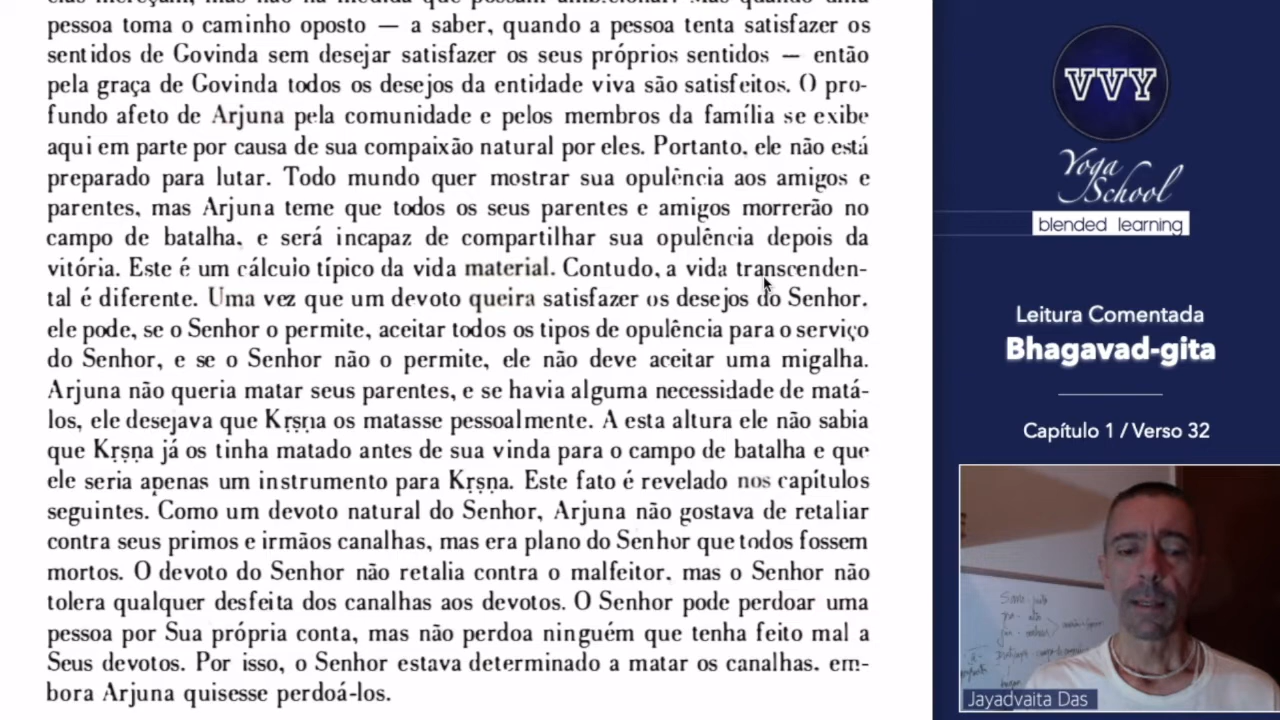 pessoa toma o caminho oposto — a saber, quando a pessoa tenta satisfazer os
sentidos de Govinda sem desejar satisfazer os seus próprios sentidos — então
pela graça de Govinda todos os desejos da entidade viva são satisfeitos. O pro-
fundo afeto de Arjuna pela comunidade e pelos membros da família se exibe
aqui em parte por causa de sua compaixão natural por eles. Portanto, ele não está
preparado para lutar. Todo mundo quer mostrar sua opulência aos amigos e
parentes, mas Arjuna teme que todos os seus parentes e amigos morrerão no
campo de batalha, e será incapaz de compartilhar sua opulência depois da
vitória. Este é um cálculo típico da vida material. Contudo, a vida transcenden-
tal é diferente. Uma vez que um devoto queira satisfazer os desejos do Senhor.
ele pode, se o Senhor o permite, aceitar todos os tipos de opulência para o serviço
do Senhor, e se o Senhor não o permite, ele não deve aceitar uma migalha.
Arjuna não queria matar seus parentes, e se havia alguma necessidade de matá-
los, ele desejava que Kṛṣṇa os matasse pessoalmente. A esta altura ele não sabia
que Kṛṣṇa já os tinha matado antes de sua vinda para o campo de batalha e que
ele seria apenas um instrumento para Kṛṣṇa. Este fato é revelado nos capítulos
seguintes. Como um devoto natural do Senhor, Arjuna não gostava de retaliar
contra seus primos e irmãos canalhas, mas era plano do Senhor que todos fossem
mortos. O devoto do Senhor não retalia contra o malfeitor, mas o Senhor não
tolera qualquer desfeita dos canalhas aos devotos. O Senhor pode perdoar uma
pessoa por Sua própria conta, mas não perdoa ninguém que tenha feito mal a
Seus devotos. Por isso, o Senhor estava determinado a matar os canalhas. em-
bora Arjuna quisesse perdoá-los.
VVY
Yoga
School
blended learning
Leitura Comentada
Bhagavad-gita
Capítulo 1 / Verso 32
Jayadvaita Das